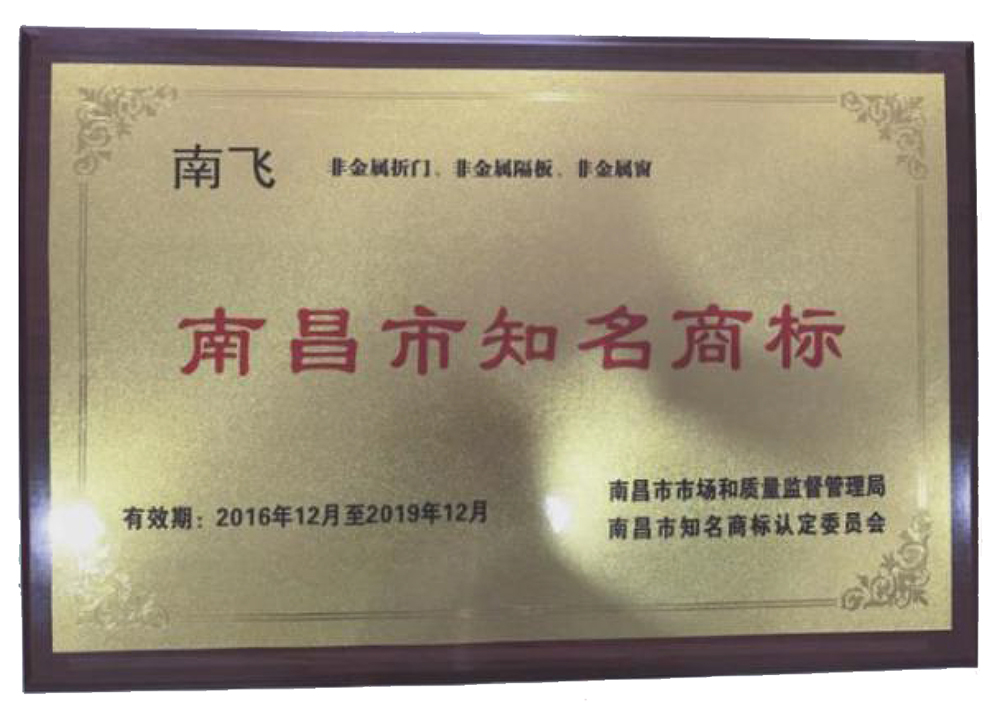 南飞 非金属折门、非金属隔板、非金属窗
南昌市知名商标
有效期：2016年12月至2019年12月
南昌市市场和质量监督管理局
南昌市知名商标认定委员会